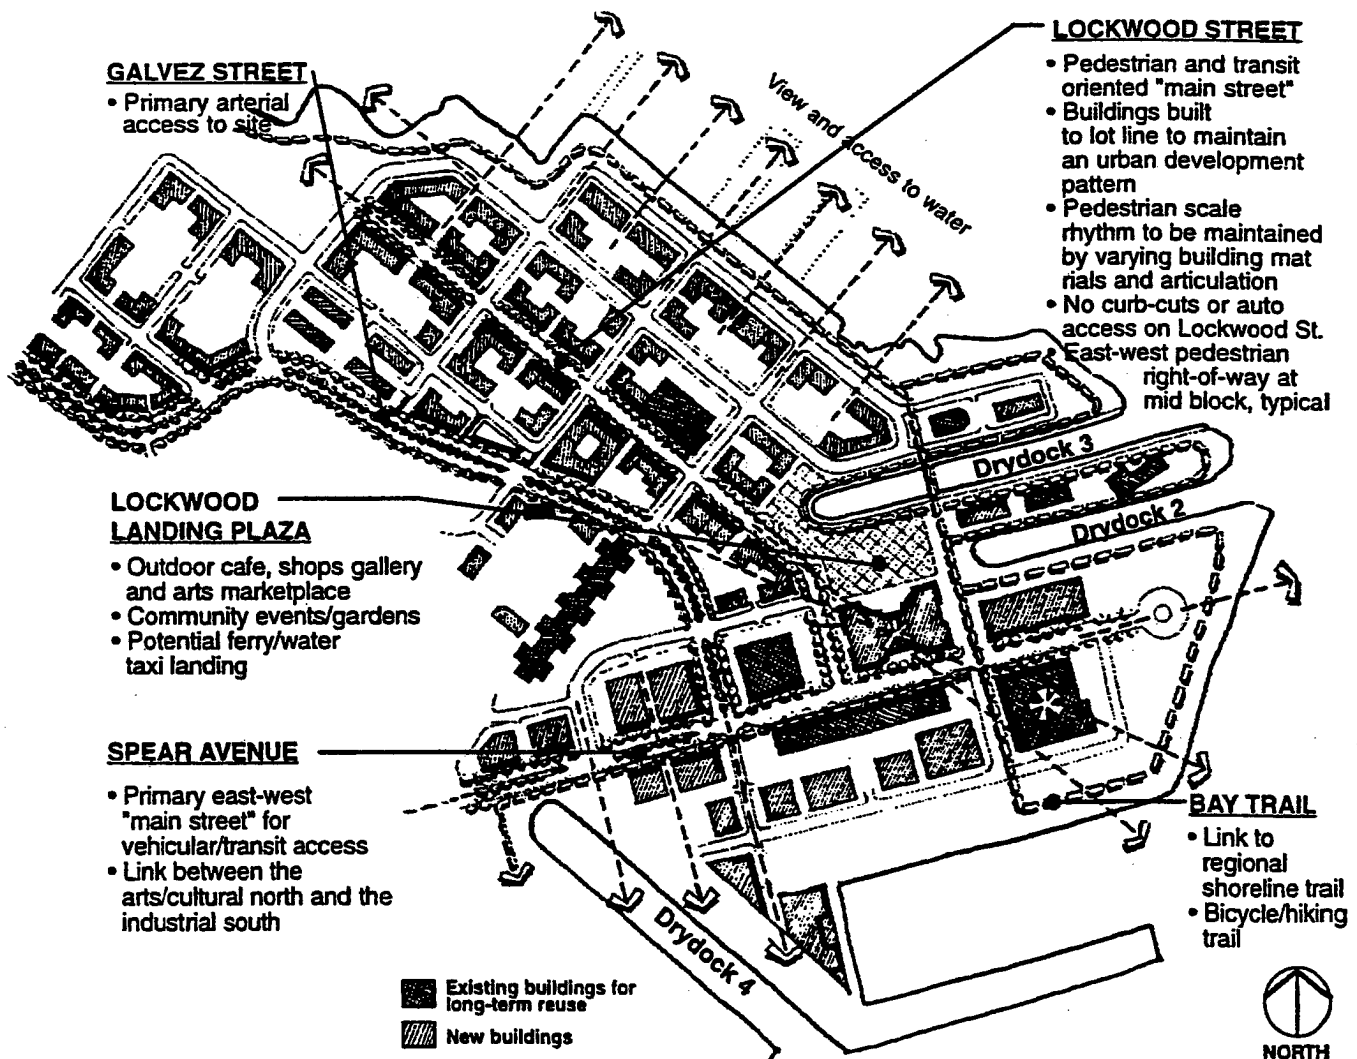 GALVEZ STREET
• Primary arterial
access to site
View and access to water
LOCKWOOD STREET
• Pedestrian and transit
oriented "main street"
• Buildings built
to lot line to maintain
an urban development
pattern
• Pedestrian scale
rhythm to be maintained
by varying building mat
rials and articulation
• No curb-cuts or auto
access on Lockwood St.
East-west pedestrian
right-of-way at
mid block, typical
Drydock 3
Drydock 2
LOCKWOOD
LANDING PLAZA
• Outdoor cafe, shops gallery
and arts marketplace
• Community events/gardens
• Potential ferry/water
taxi landing
SPEAR AVENUE
• Primary east-west
"main street" for
vehicular/transit access
• Link between the
arts/cultural north and the
industrial south
BAY TRAIL
• Link to
regional
shoreline trail
• Bicycle/hiking
trail
Drydock 4
Existing buildings for
long-term reuse
New buildings
NORTH